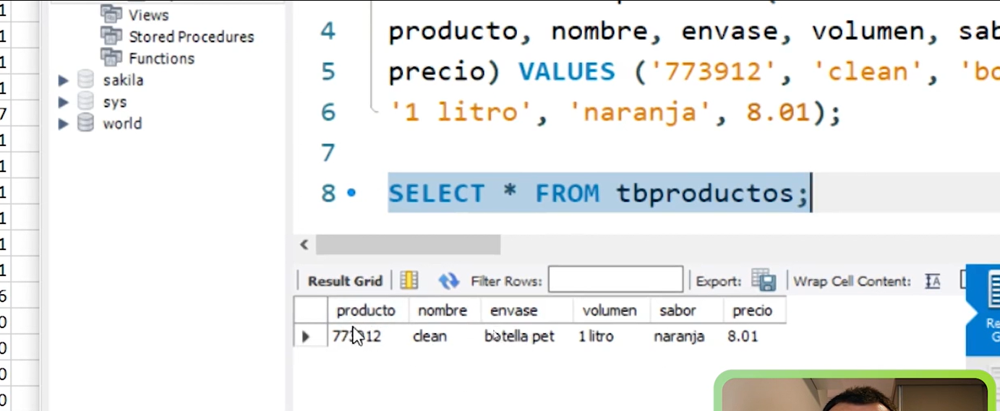 Views
Stored Procedures
Functions
sakila
sys
world
1
1
1
1
7
1
1
1
1
1
1
6
0
0
0
0
4 producto, nombre, envase, volumen, sab
5 precio) VALUES ('773912', 'clean', 'bo
6 '1 litro', 'naranja', 8.01);
7
8 SELECT * FROM tbproductos;
Result Grid Filter Rows: Export: Wrap Cell Content:
producto nombre envase volumen sabor precio
773912 clean botella pet 1 litro naranja 8.01
Re
G